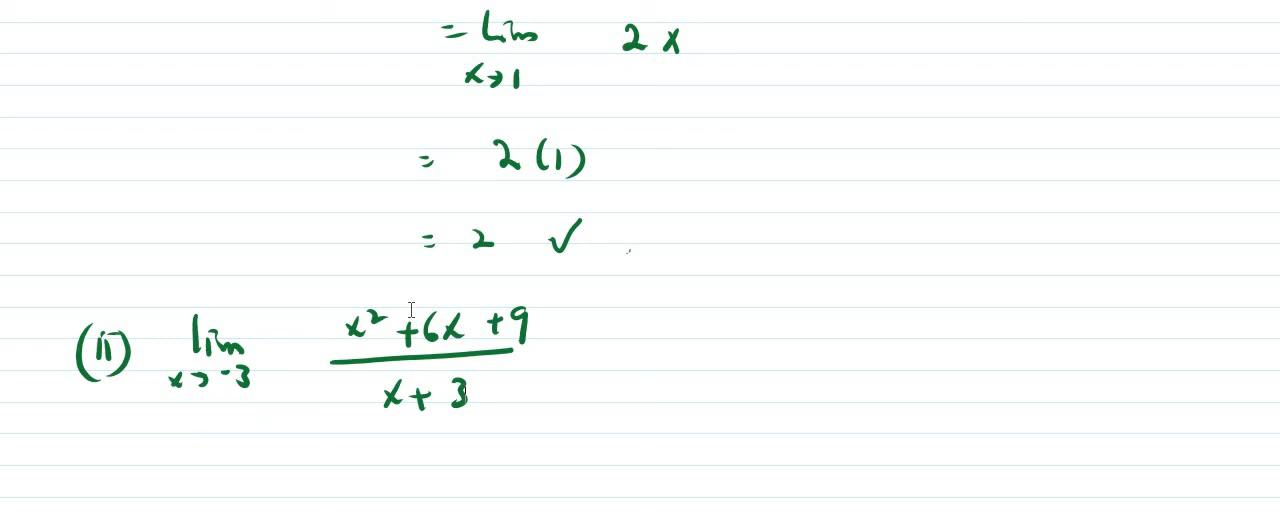 = Lim 2x
x→1
= 2(1)
= 2 ✓
(ii) lim x² + 6x + 9
x→-3 x + 3